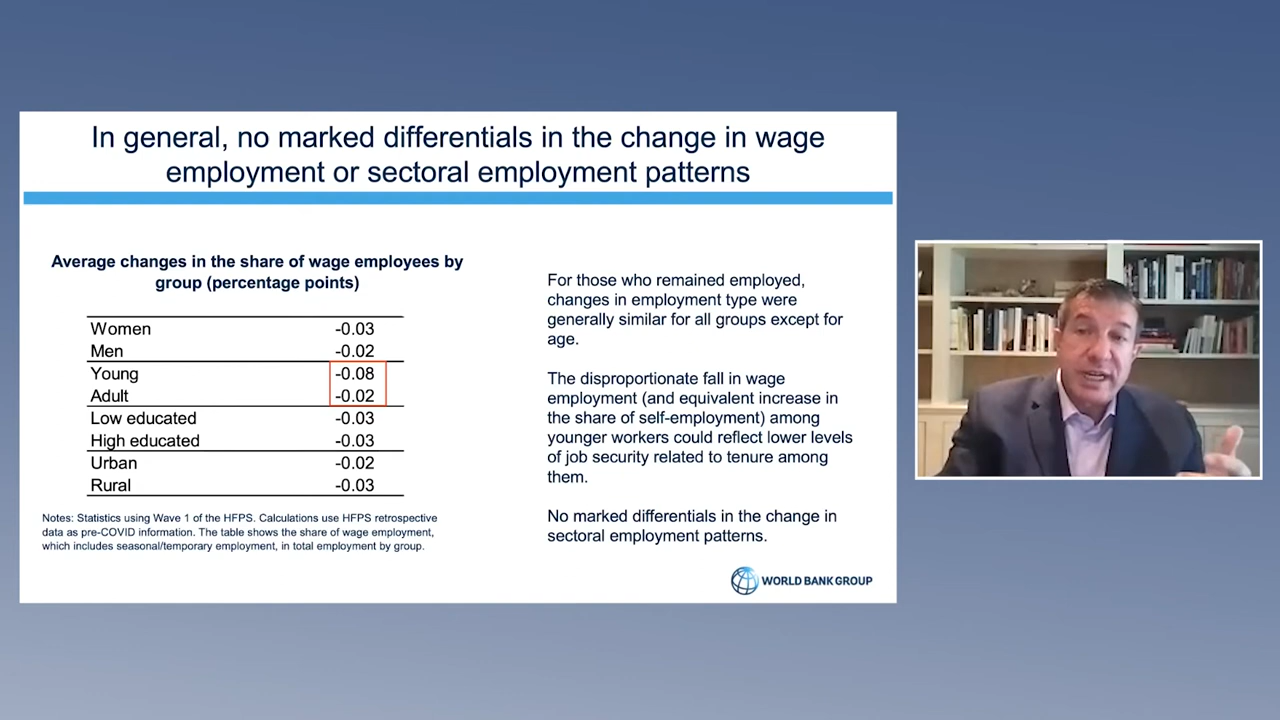 In general, no marked differentials in the change in wage
employment or sectoral employment patterns
Average changes in the share of wage employees by
group (percentage points)
Women -0.03
Men -0.02
Young -0.08
Adult -0.02
Low educated -0.03
High educated -0.03
Urban -0.02
Rural -0.03
Notes: Statistics using Wave 1 of the HFPS. Calculations use HFPS retrospective
data as pre-COVID information. The table shows the share of wage employment,
which includes seasonal/temporary employment, in total employment by group.
For those who remained employed,
changes in employment type were
generally similar for all groups except for
age.
The disproportionate fall in wage
employment (and equivalent increase in
the share of self-employment) among
younger workers could reflect lower levels
of job security related to tenure among
them.
No marked differentials in the change in
sectoral employment patterns.
WORLD BANK GROUP